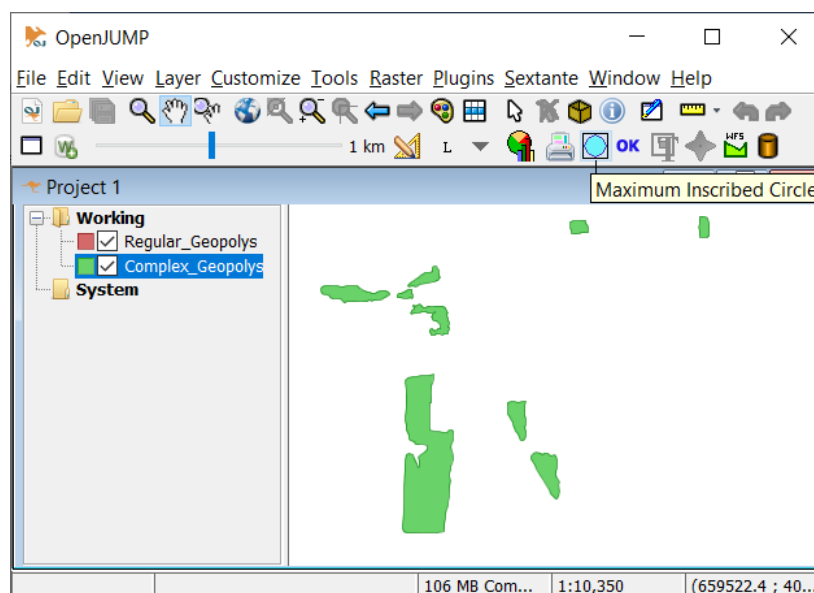 OpenJUMP
File Edit View Layer Customize Tools Raster Plugins Sextante Window Help
1 km L OK WFS
Project 1
Maximum Inscribed Circle
Working
Regular_Geopolys
Complex_Geopolys
System
106 MB Com... 1:10,350 (659522.4 ; 40...